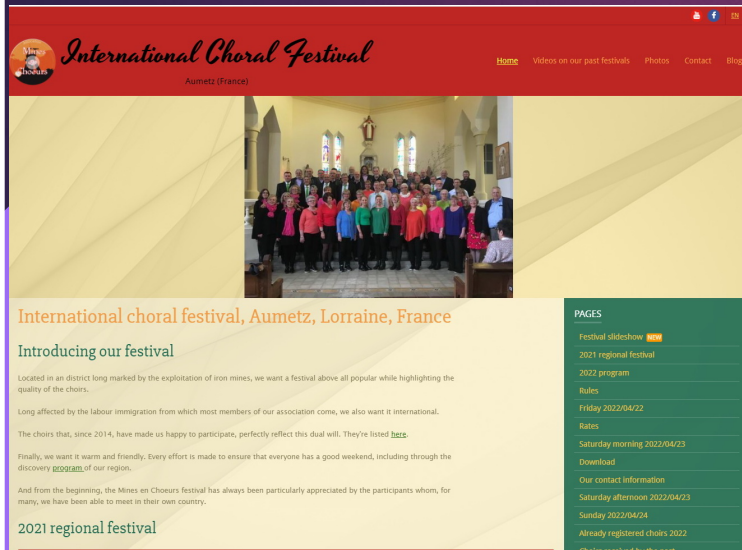 EN
Mines
en
Choeurs
International Choral Festival
Aumetz (France)
Home Videos on our past festivals Photos Contact Blog
International choral festival, Aumetz, Lorraine, France
Introducing our festival
Located in an district long marked by the exploitation of iron mines, we want a festival above all popular while highlighting the
quality of the choirs.
Long affected by the labour immigration from which most members of our association come, we also want it international.
The choirs that, since 2014, have made us happy to participate, perfectly reflect this dual will. They're listed here.
Finally, we want it warm and friendly. Every effort is made to ensure that everyone has a good weekend, including through the
discovery program of our region.
And from the beginning, the Mines en Choeurs festival has always been particularly appreciated by the participants whom, for
many, we have been able to meet in their own country.
2021 regional festival
PAGES
Festival slideshow NEW
2021 regional festival
2022 program
Rules
Friday 2022/04/22
Rates
Saturday morning 2022/04/23
Download
Our contact information
Saturday afternoon 2022/04/23
Sunday 2022/04/24
Already registered choirs 2022